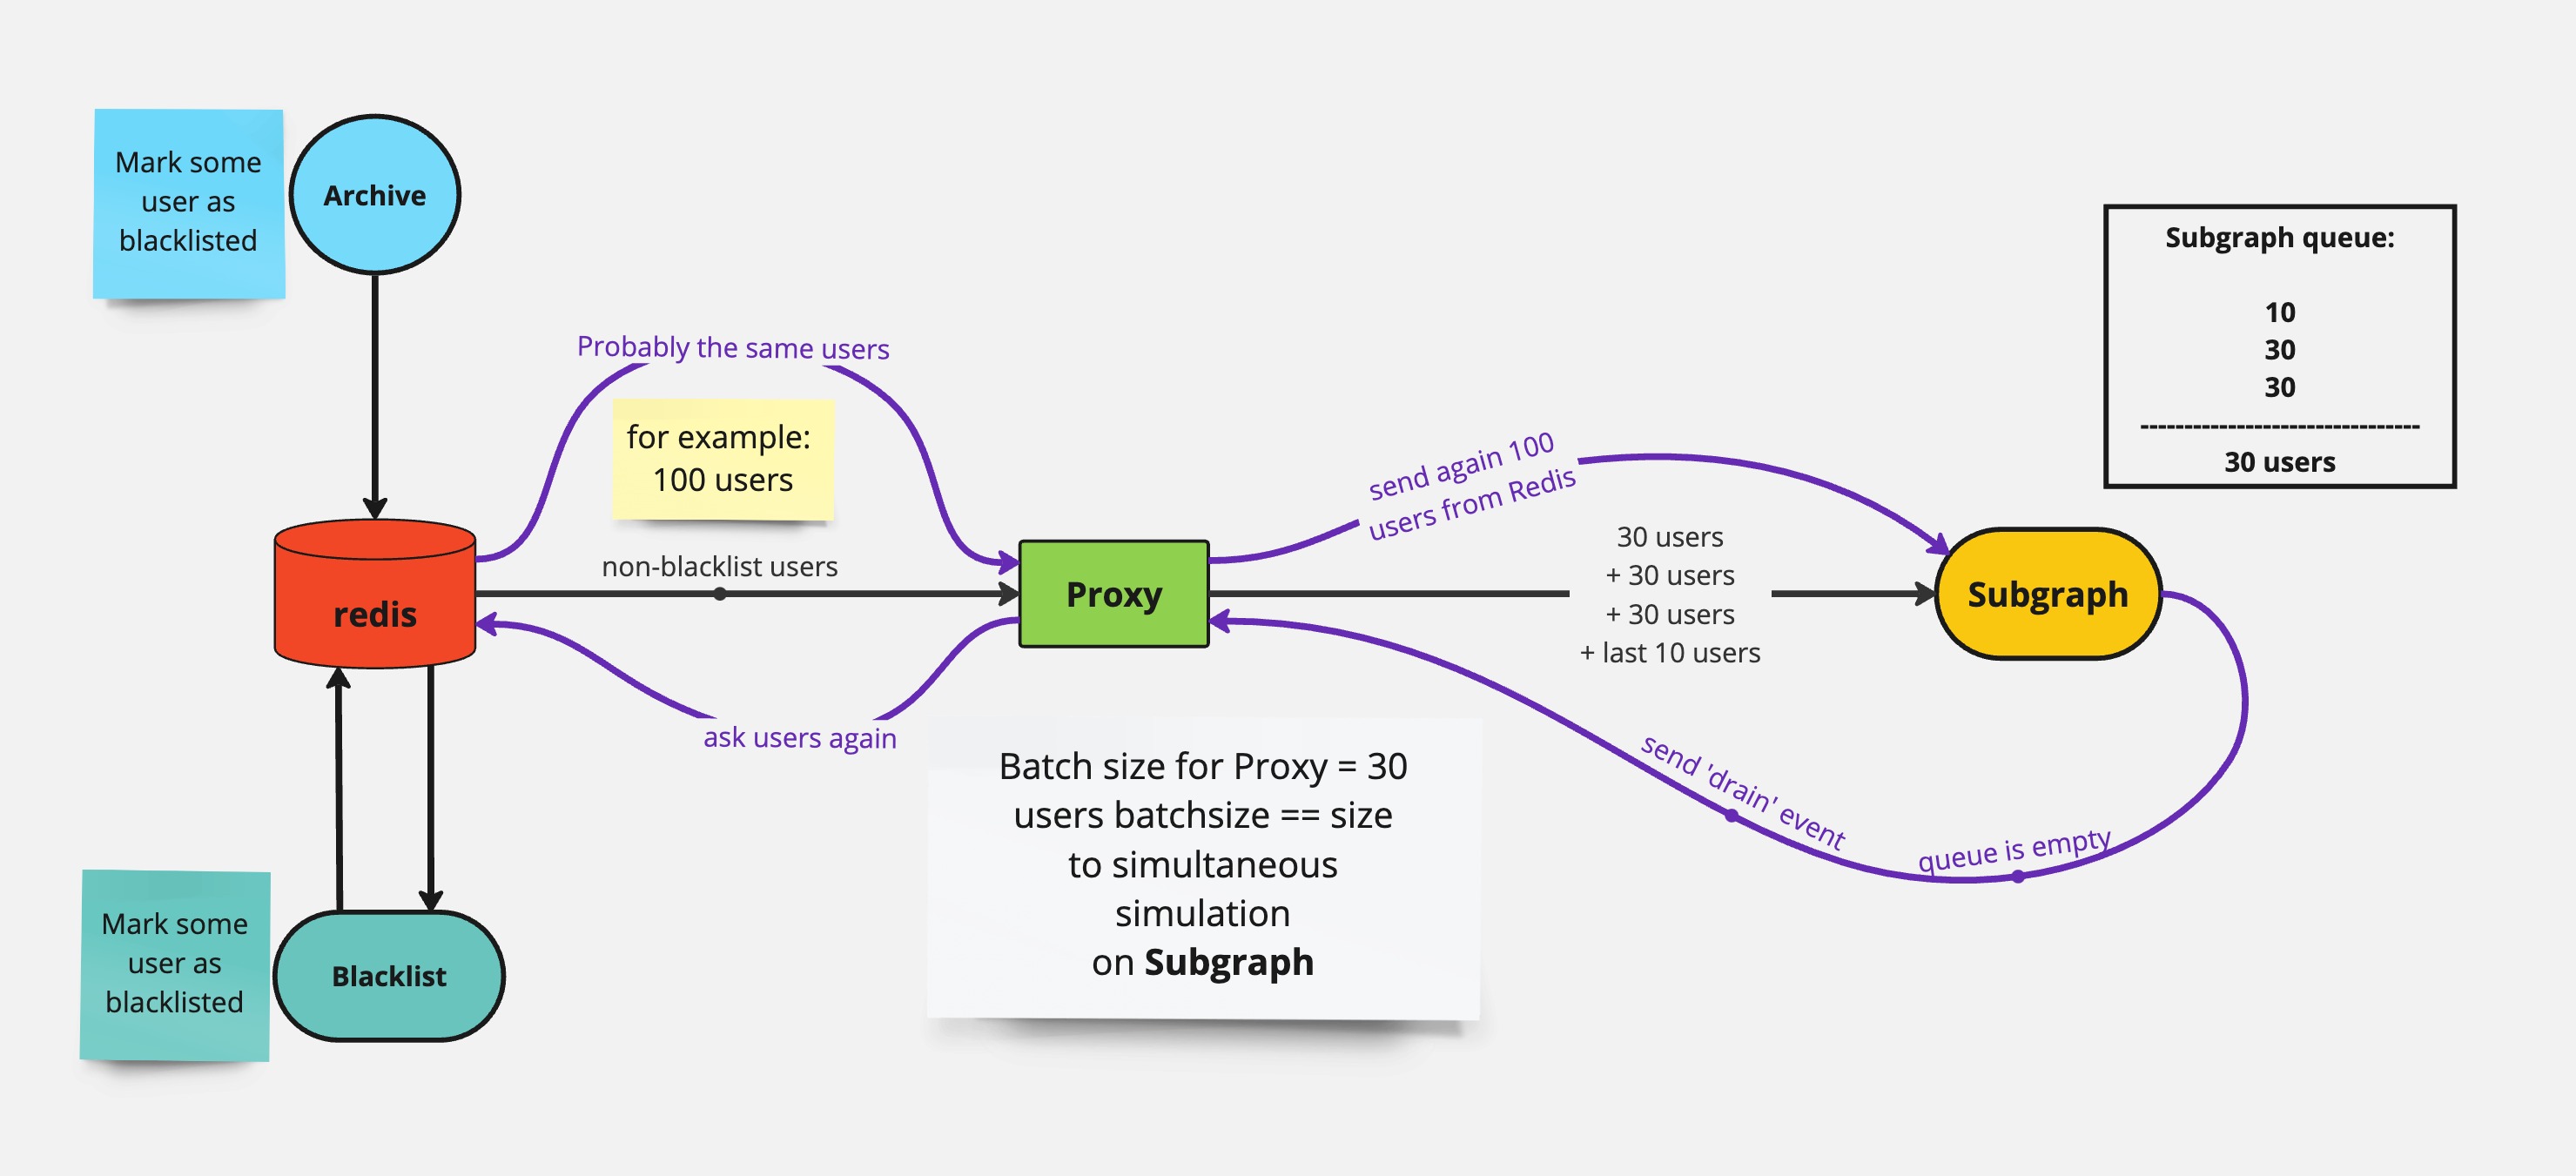 Mark some
user as
blacklisted
Archive
Subgraph queue:
10
30
30
--------------------------------
30 users
Probably the same users
for example:
100 users
send again 100
users from Redis
non-blacklist users
30 users
+ 30 users
+ 30 users
+ last 10 users
redis
Proxy
Subgraph
ask users again
send 'drain' event
queue is empty
Batch size for Proxy = 30
users batchsize == size
to simultaneous
simulation
on Subgraph
Mark some
user as
blacklisted
Blacklist